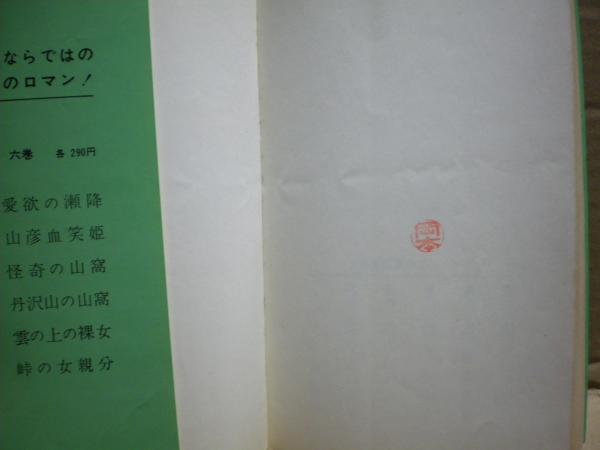 ならではの
のロマン!
六巻 各290円
愛欲の瀬降
山彦血笑姫
怪奇の山窩
丹沢山の山窩
雲の上の裸女
峠の女親分
岡本